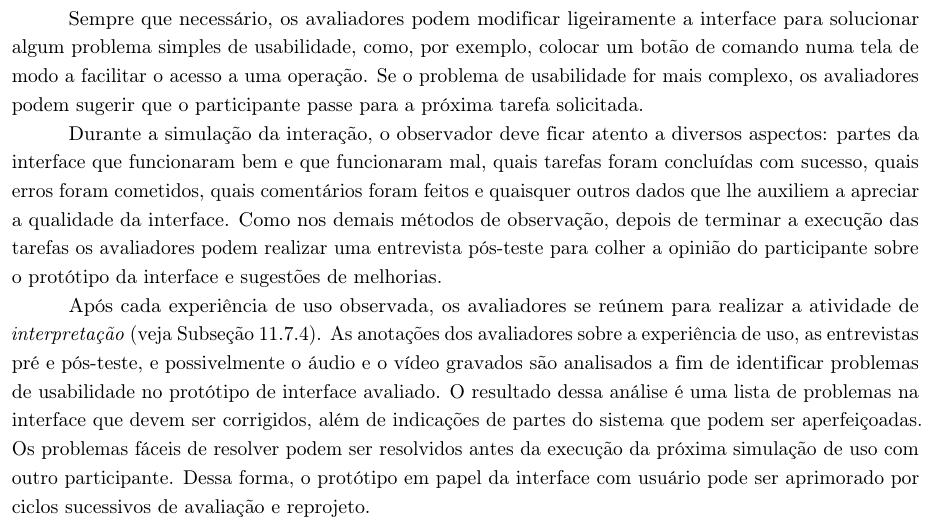 Sempre que necessário, os avaliadores podem modificar ligeiramente a interface para solucionar
algum problema simples de usabilidade, como, por exemplo, colocar um botão de comando numa tela de
modo a facilitar o acesso a uma operação. Se o problema de usabilidade for mais complexo, os avaliadores
podem sugerir que o participante passe para a próxima tarefa solicitada.
Durante a simulação da interação, o observador deve ficar atento a diversos aspectos: partes da
interface que funcionaram bem e que funcionaram mal, quais tarefas foram concluídas com sucesso, quais
erros foram cometidos, quais comentários foram feitos e quaisquer outros dados que lhe auxiliem a apreciar
a qualidade da interface. Como nos demais métodos de observação, depois de terminar a execução das
tarefas os avaliadores podem realizar uma entrevista pós-teste para colher a opinião do participante sobre
o protótipo da interface e sugestões de melhorias.
Após cada experiência de uso observada, os avaliadores se reúnem para realizar a atividade de
interpretação (veja Subseção 11.7.4). As anotações dos avaliadores sobre a experiência de uso, as entrevistas
pré e pós-teste, e possivelmente o áudio e o vídeo gravados são analisados a fim de identificar problemas
de usabilidade no protótipo de interface avaliado. O resultado dessa análise é uma lista de problemas na
interface que devem ser corrigidos, além de indicações de partes do sistema que podem ser aperfeiçoadas.
Os problemas fáceis de resolver podem ser resolvidos antes da execução da próxima simulação de uso com
outro participante. Dessa forma, o protótipo em papel da interface com usuário pode ser aprimorado por
ciclos sucessivos de avaliação e reprojeto.